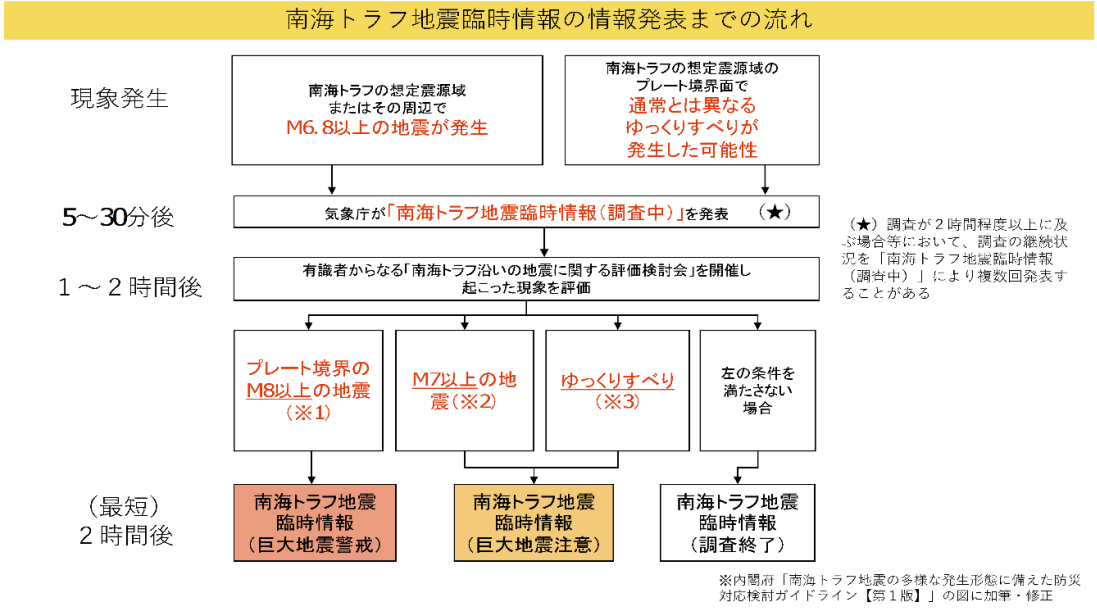 南海トラフ地震臨時情報の情報発表までの流れ
現象発生
南海トラフの想定震源域
またはその周辺で
M6.8以上の地震が発生
南海トラフの想定震源域の
プレート境界面で
通常とは異なる
ゆっくりすべりが
発生した可能性
5～30分後
気象庁が「南海トラフ地震臨時情報(調査中)」を発表 (★)
（★）調査が２時間程度以上に及
ぶ場合等において、調査の継続状
況を「南海トラフ地震臨時情報
（調査中）」により複数回発表す
ることがある
１～２時間後
有識者からなる「南海トラフ沿いの地震に関する評価検討会」を開催し
起こった現象を評価
プレート境界の
M8以上の地震
(※1)
M7以上の地
震(※2)
ゆっくりすべり
(※3)
左の条件を
満たさない
場合
（最短）
２時間後
南海トラフ地震
臨時情報
(巨大地震警戒)
南海トラフ地震
臨時情報
(巨大地震注意)
南海トラフ地震
臨時情報
(調査終了)
※内閣府「南海トラフ地震の多様な発生形態に備えた防災
対応検討ガイドライン【第１版】」の図に加筆・修正